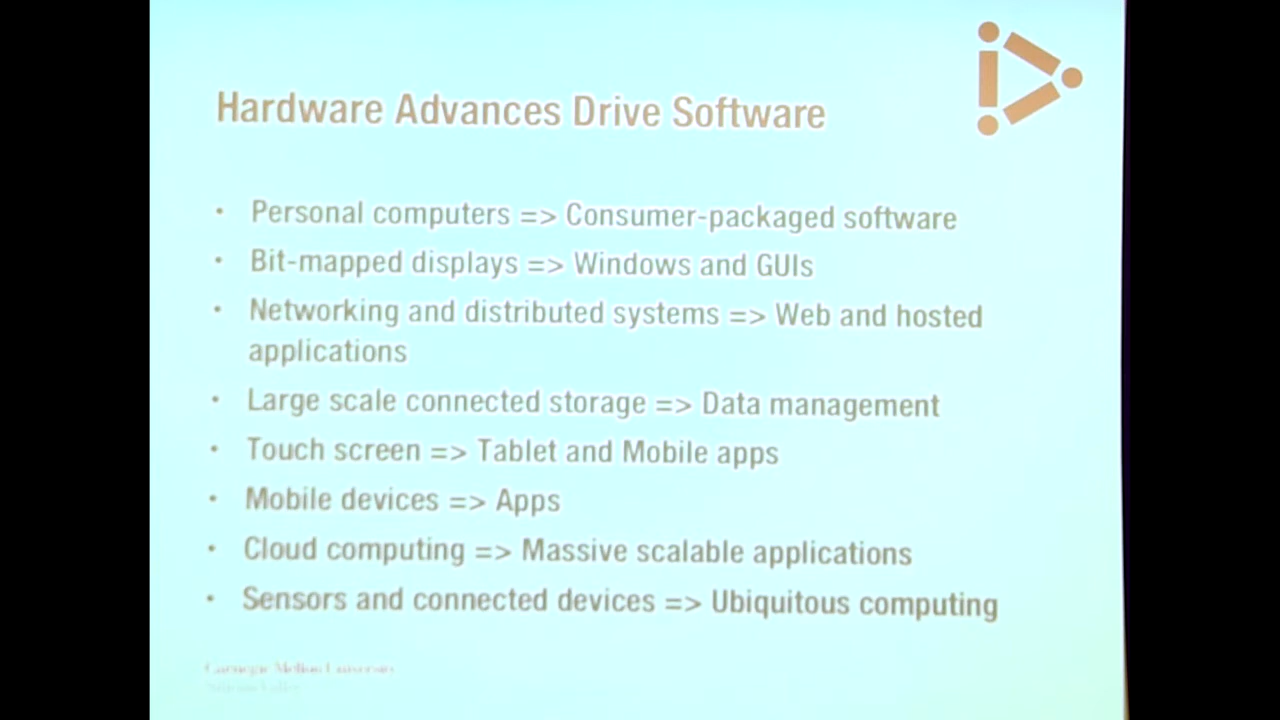 Hardware Advances Drive Software
• Personal computers => Consumer-packaged software
• Bit-mapped displays => Windows and GUIs
• Networking and distributed systems => Web and hosted
applications
• Large scale connected storage => Data management
• Touch screen => Tablet and Mobile apps
• Mobile devices => Apps
• Cloud computing => Massive scalable applications
• Sensors and connected devices => Ubiquitous computing
Carnegie Mellon University